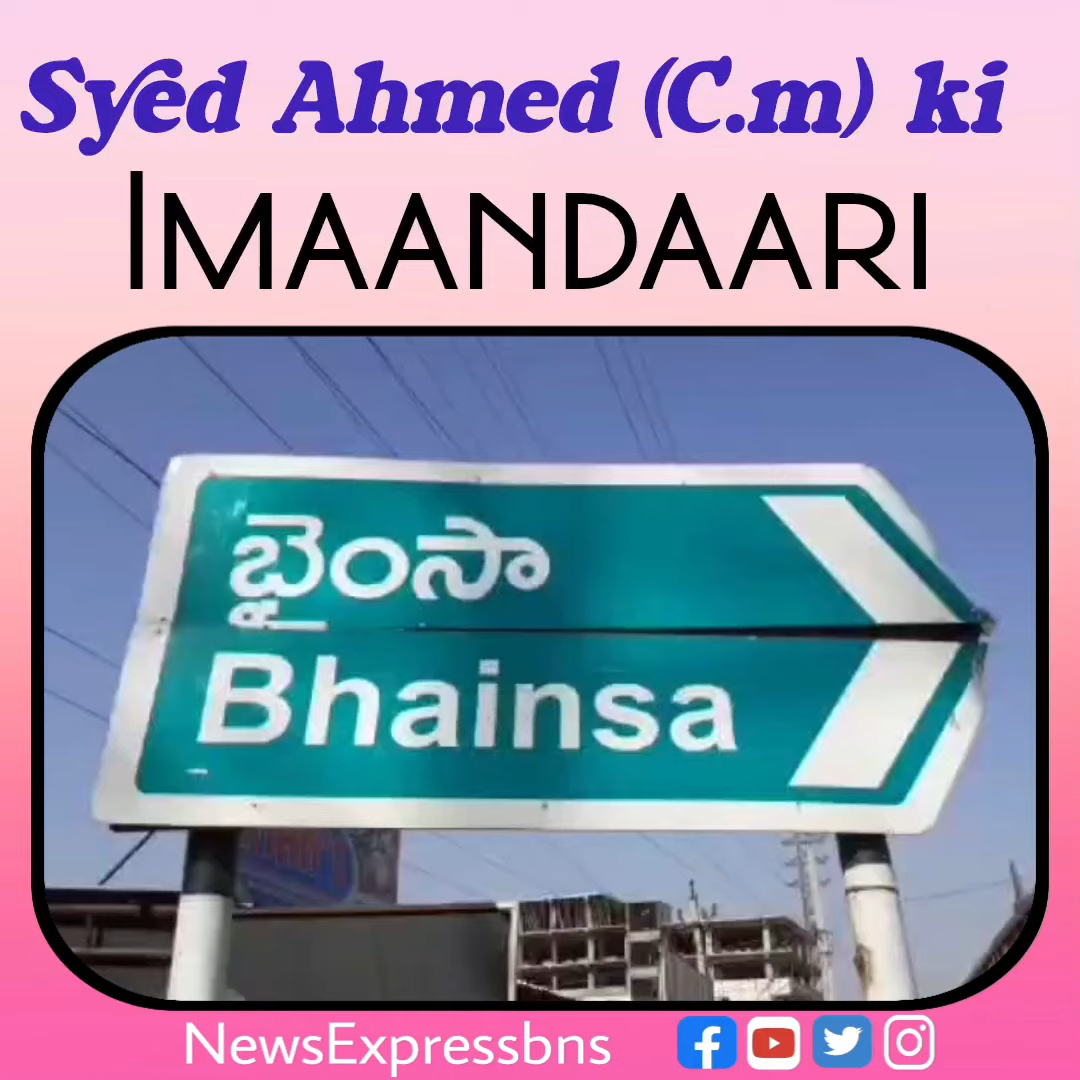 Syed Ahmed (C.m) ki
IMAANDAARI
భైంసా
Bhainsa
NewsExpressbns